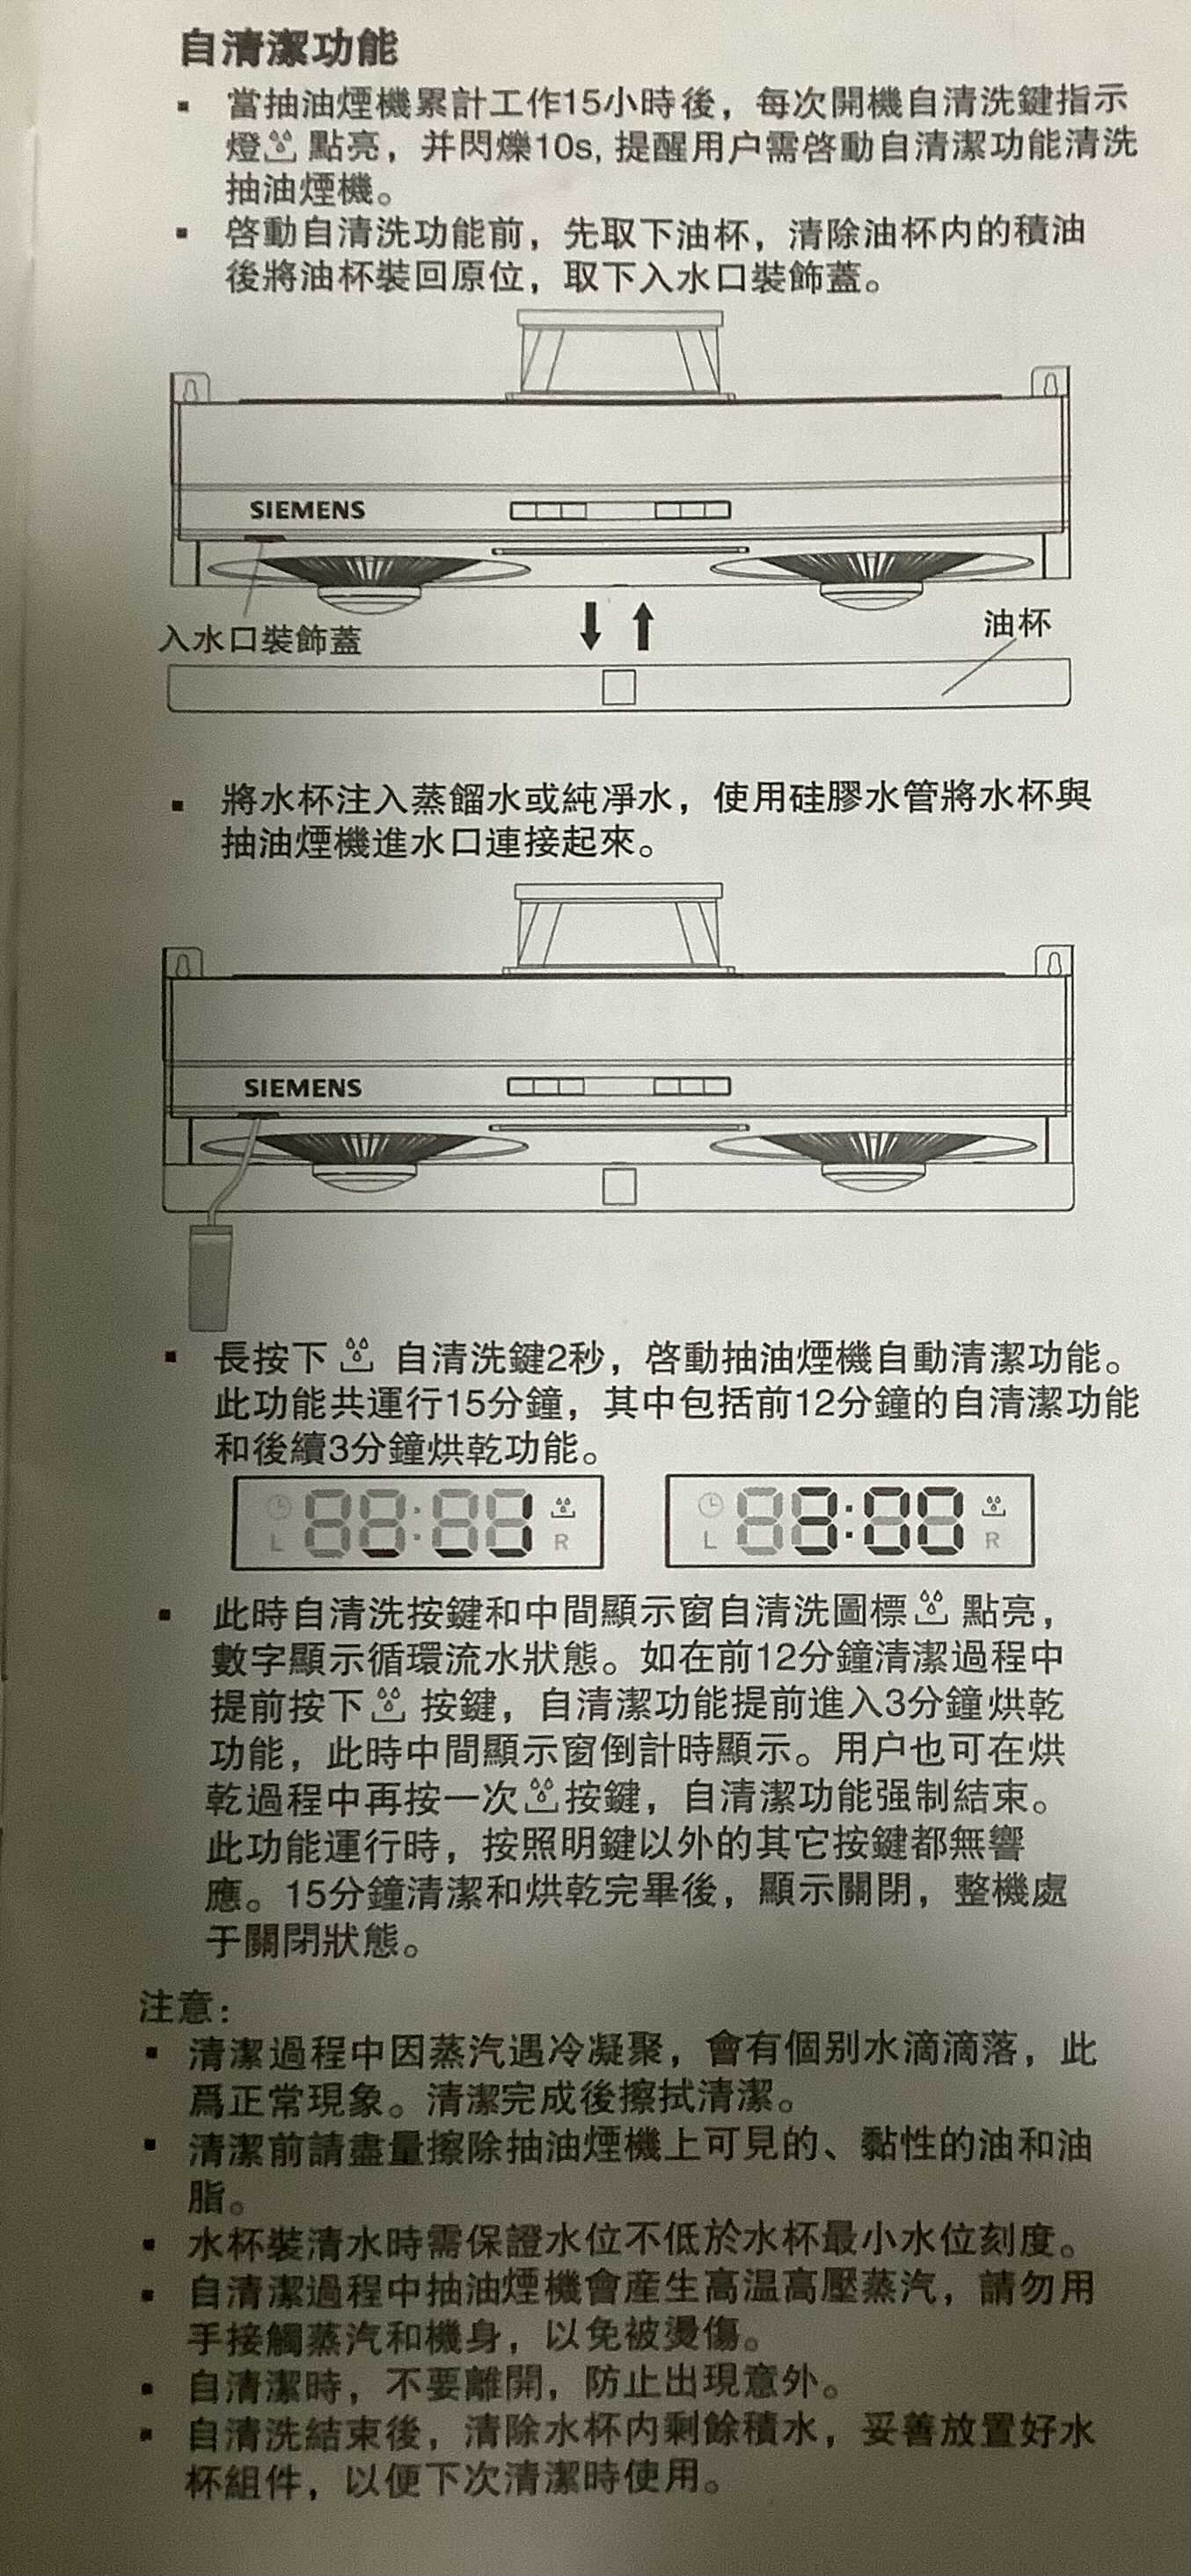 自清潔功能
▪ 當抽油煙機累計工作15小時後，每次開機自清洗鍵指示
燈 點亮，并閃爍10s, 提醒用户需啓動自清潔功能清洗
抽油煙機。
▪ 啓動自清洗功能前，先取下油杯，清除油杯内的積油
後將油杯裝回原位，取下入水口裝飾蓋。
SIEMENS
入水口裝飾蓋
油杯
▪ 將水杯注入蒸餾水或純凈水，使用硅膠水管將水杯與
抽油煙機進水口連接起來。
SIEMENS
▪ 長按下 自清洗鍵2秒，啓動抽油煙機自動清潔功能。
此功能共運行15分鐘，其中包括前12分鐘的自清潔功能
和後續3分鐘烘乾功能。
L R
L 3:00 R
▪ 此時自清洗按鍵和中間顯示窗自清洗圖標 點亮，
數字顯示循環流水狀態。如在前12分鐘清潔過程中
提前按下 按鍵，自清潔功能提前進入3分鐘烘乾
功能，此時中間顯示窗倒計時顯示。用户也可在烘
乾過程中再按一次 按鍵，自清潔功能强制結束。
此功能運行時，按照明鍵以外的其它按鍵都無響
應。15分鐘清潔和烘乾完畢後，顯示關閉，整機處
于關閉狀態。
注意：
▪ 清潔過程中因蒸汽遇冷凝聚，會有個别水滴滴落，此
爲正常現象。清潔完成後擦拭清潔。
▪ 清潔前請盡量擦除抽油煙機上可見的、黏性的油和油
脂。
▪ 水杯裝清水時需保證水位不低於水杯最小水位刻度。
▪ 自清潔過程中抽油煙機會産生高温高壓蒸汽，請勿用
手接觸蒸汽和機身，以免被燙傷。
▪ 自清潔時，不要離開，防止出現意外。
▪ 自清洗結束後，清除水杯内剩餘積水，妥善放置好水
杯組件，以便下次清潔時使用。